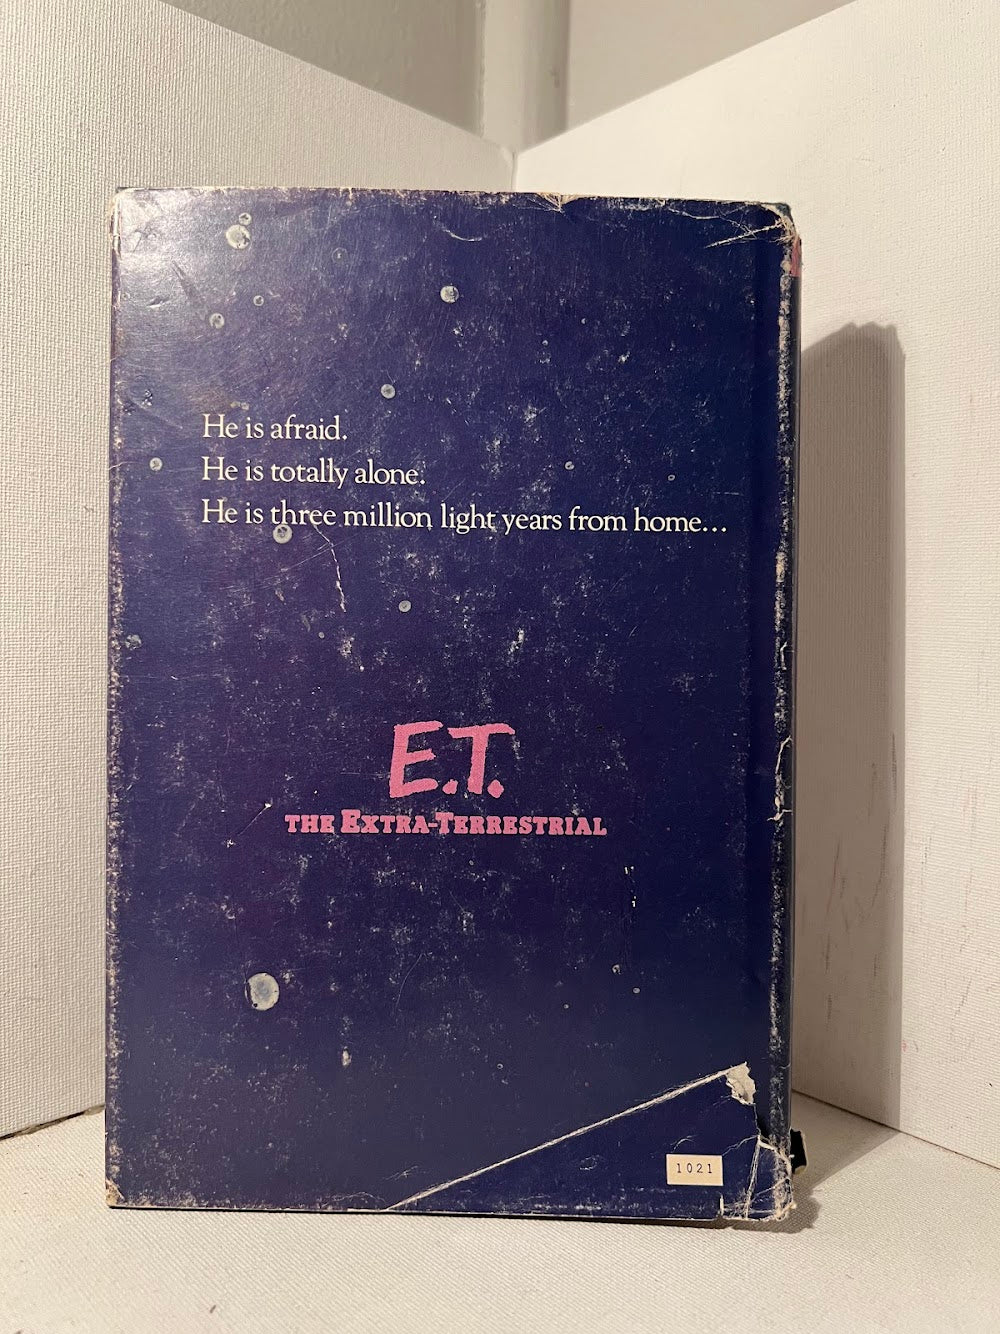 He is afraid.
He is totally alone.
He is three million light years from home...
E.T.
THE EXTRA-TERRESTRIAL
1021